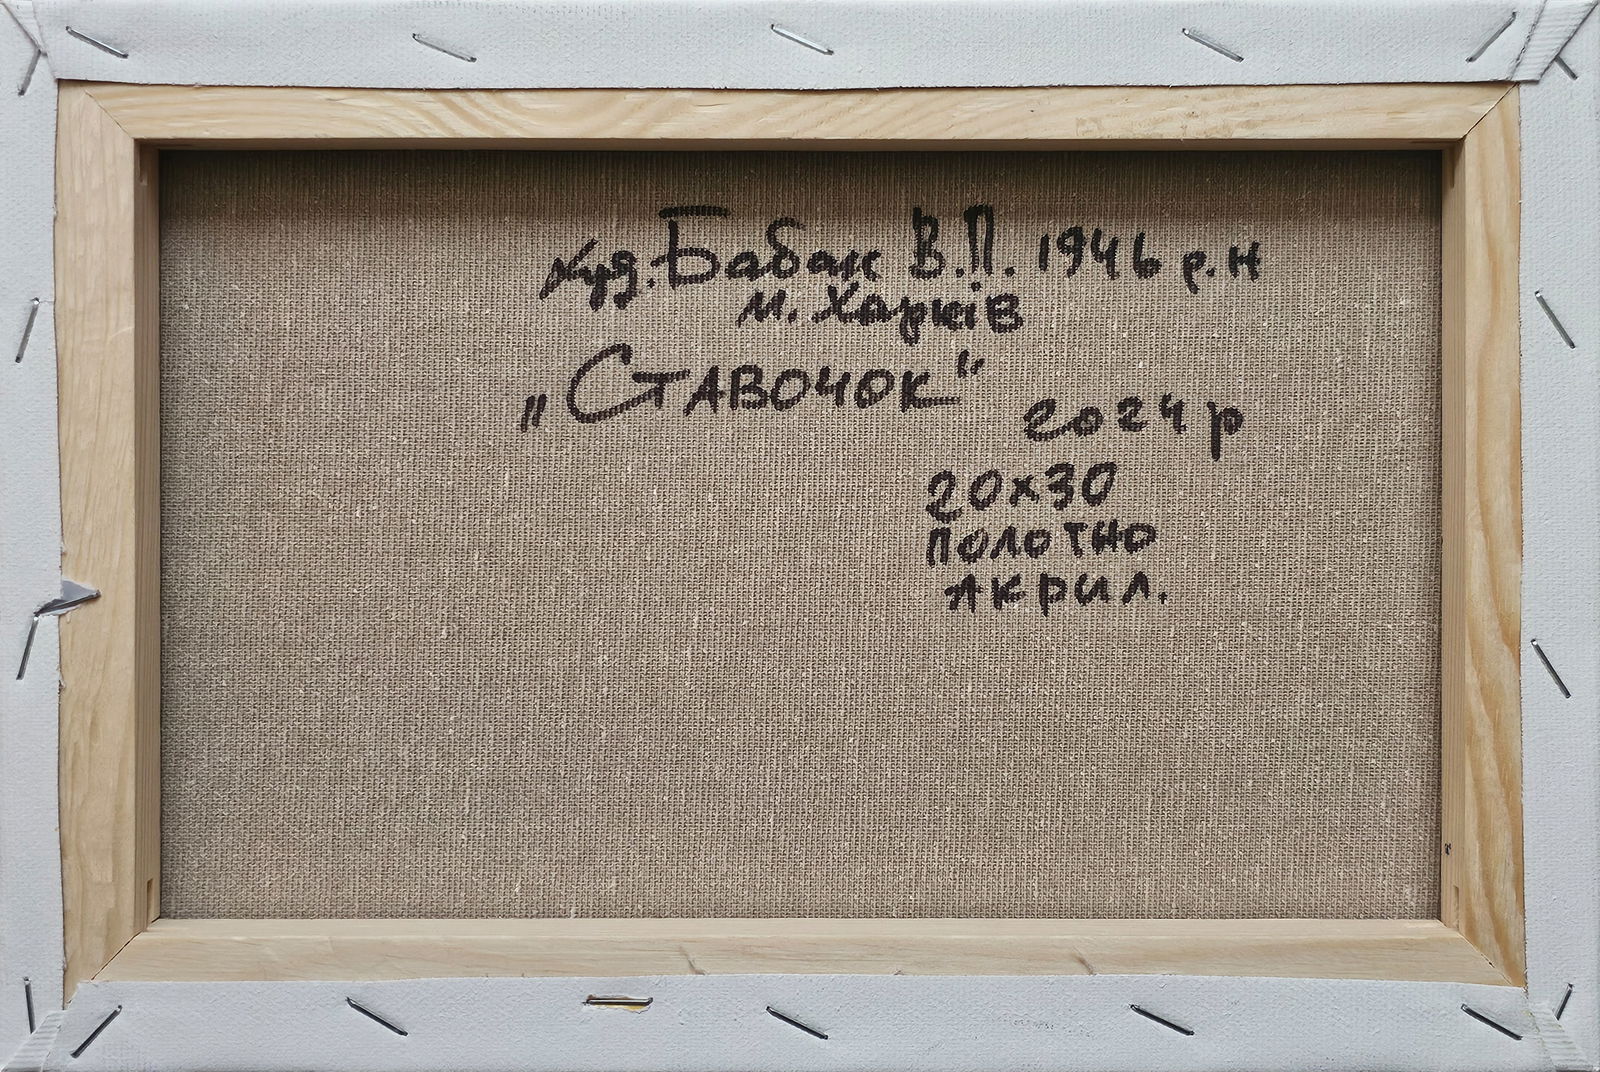 худ. Бабак В.П. 1946 р.н
м. Харків
„Ставочок"
2024 р
20х30
полотно
акрил.